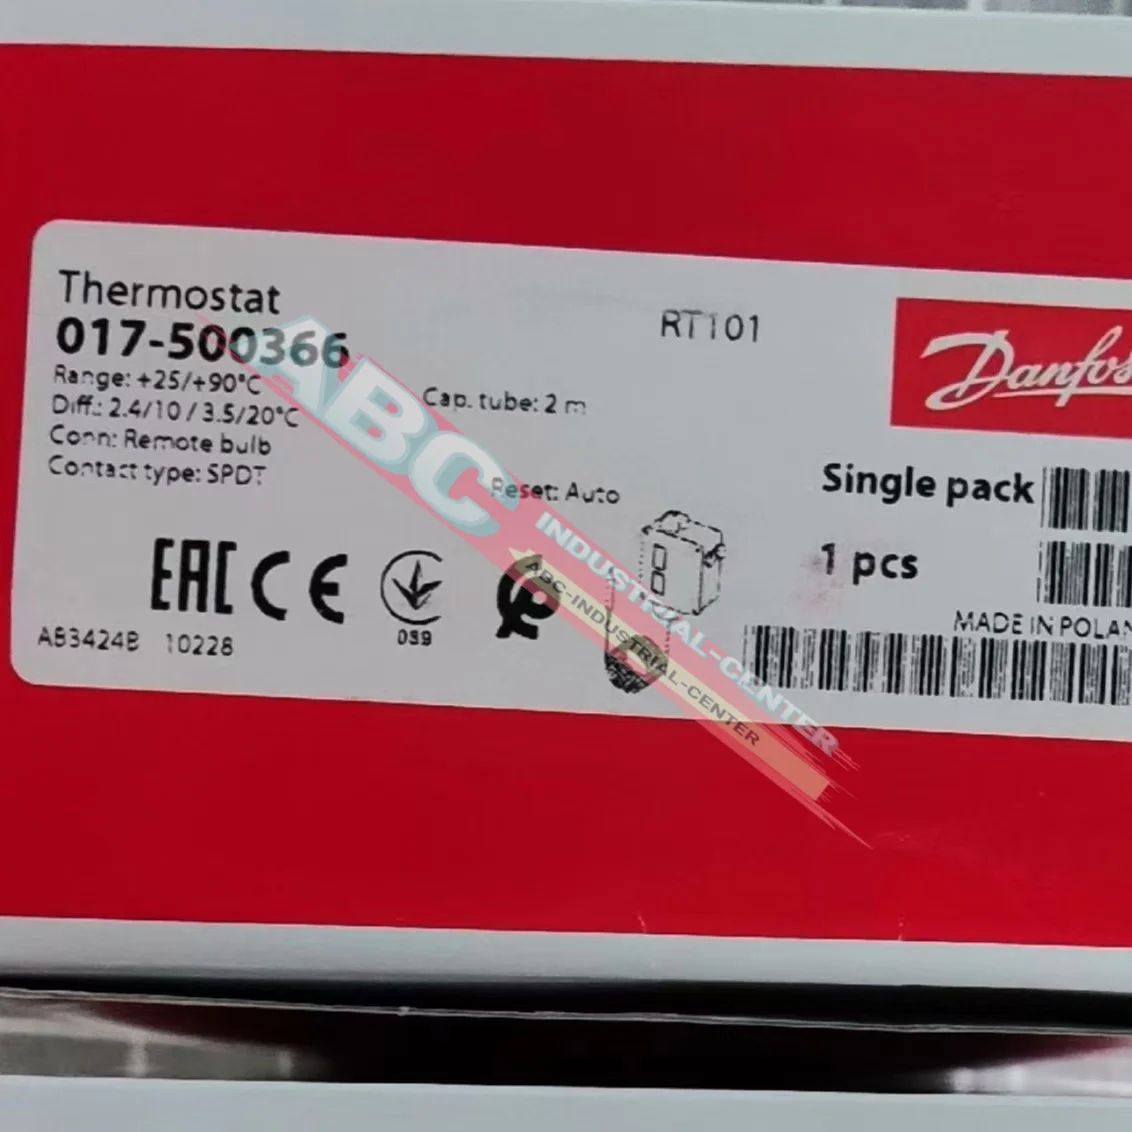 Thermostat
017-500366
RT101
Range: +25/+90°C
Diff.: 2.4/10 / 3.5/20°C
Cap. tube: 2 m
Conn: Remote bulb
Contact type: SPDT
Reset: Auto
Danfos
Single pack
1 pcs
EAC CE
039
AB3424B 10228
MADE IN POLAN
ABC
INDUSTRIAL-CENTER
ABC-INDUSTRIAL-CENTER